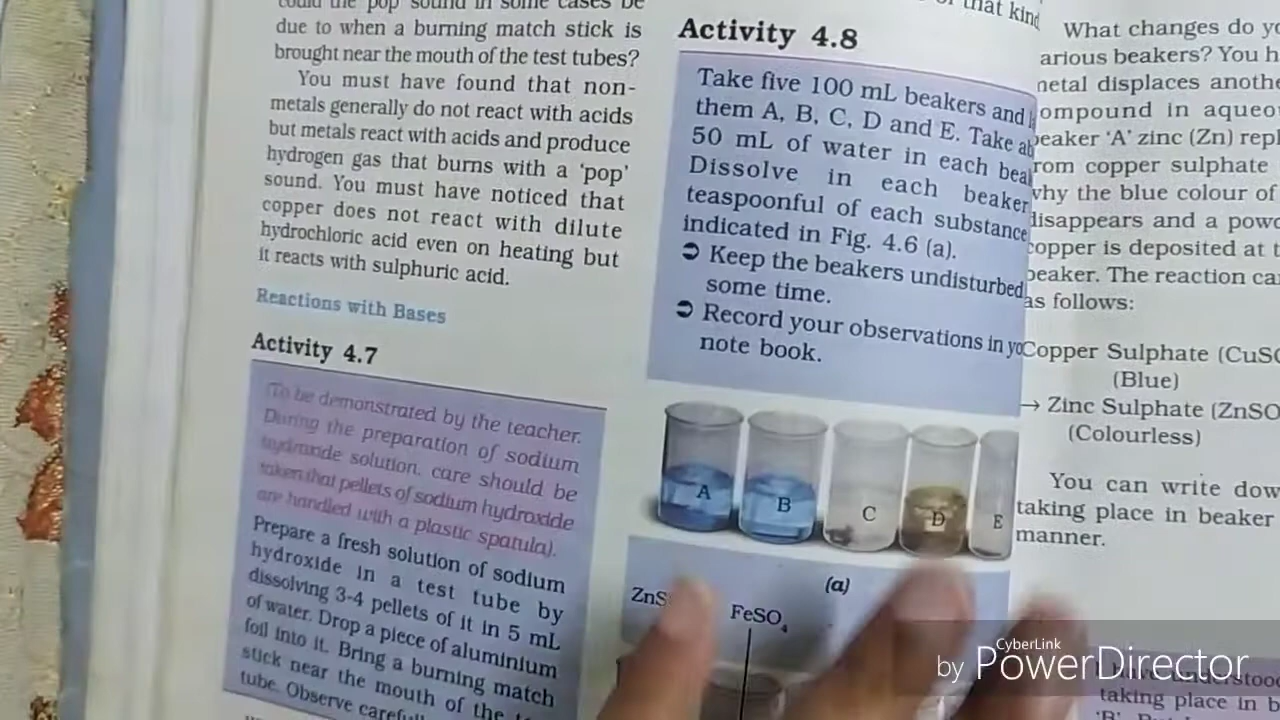 could the pop sound in some cases be
due to when a burning match stick is
brought near the mouth of the test tubes?
You must have found that non-
metals generally do not react with acids
but metals react with acids and produce
hydrogen gas that burns with a ‘pop’
sound. You must have noticed that
copper does not react with dilute
hydrochloric acid even on heating but
it reacts with sulphuric acid.
Reactions with Bases
Activity 4.7
(To be demonstrated by the teacher.
During the preparation of sodium
hydroxide solution, care should be
taken that pellets of sodium hydroxide
are handled with a plastic spatula).
Prepare a fresh solution of sodium
hydroxide in a test tube by
dissolving 3-4 pellets of it in 5 mL
of water. Drop a piece of aluminium
foil into it. Bring a burning match
stick near the mouth of the
tube. Observe
that kind
Activity 4.8
Take five 100 mL beakers and
them A, B, C, D and E. Take
50 mL of water in each
Dissolve in each beaker
teaspoonful of each substance
indicated in Fig. 4.6 (a).
➲ Keep the beakers undisturbed
some time.
➲ Record your observations in
note book.
A
B
C
D
E
(a)
FeSO₄
What changes do
beakers? You
metal displaces
in
beaker ‘A’ zinc (Zn)
from copper sulphate
why the blue colour of
disappears and a
copper is deposited at
beaker. The reaction
as follows:
Copper Sulphate
(Blue)
→ Zinc Sulphate
(Colourless)
You can write
taking place in beaker
manner.
taking place in
CyberLink
by PowerDirector